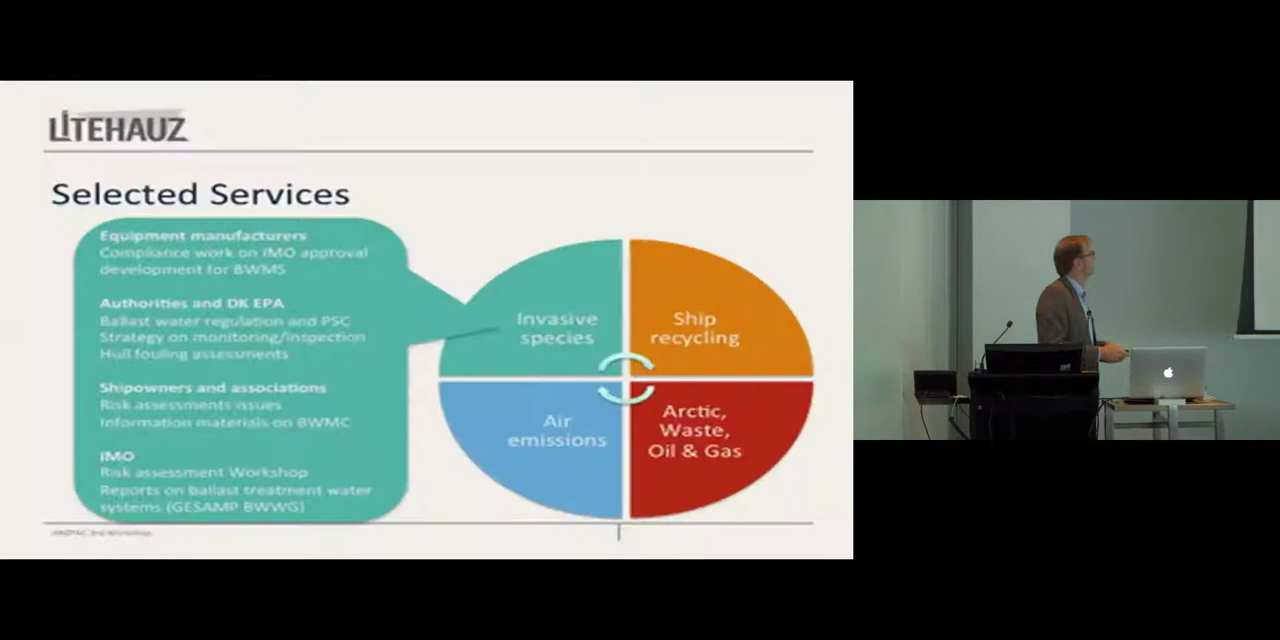 LITEHAUZ
Selected Services
Equipment manufacturers
Compliance work on IMO approval
development for BWMS
Authorities and DK EPA
Ballast water regulation and PSC
Strategy on monitoring/inspection
Hull fouling assessments
Shipowners and associations
Risk assessments issues
Information materials on BWMC
IMO
Risk assessment Workshop
Reports on ballast treatment water
systems (GESAMP BWWG)
Invasive
species
Ship
recycling
Air
emissions
Arctic,
Waste,
Oil & Gas